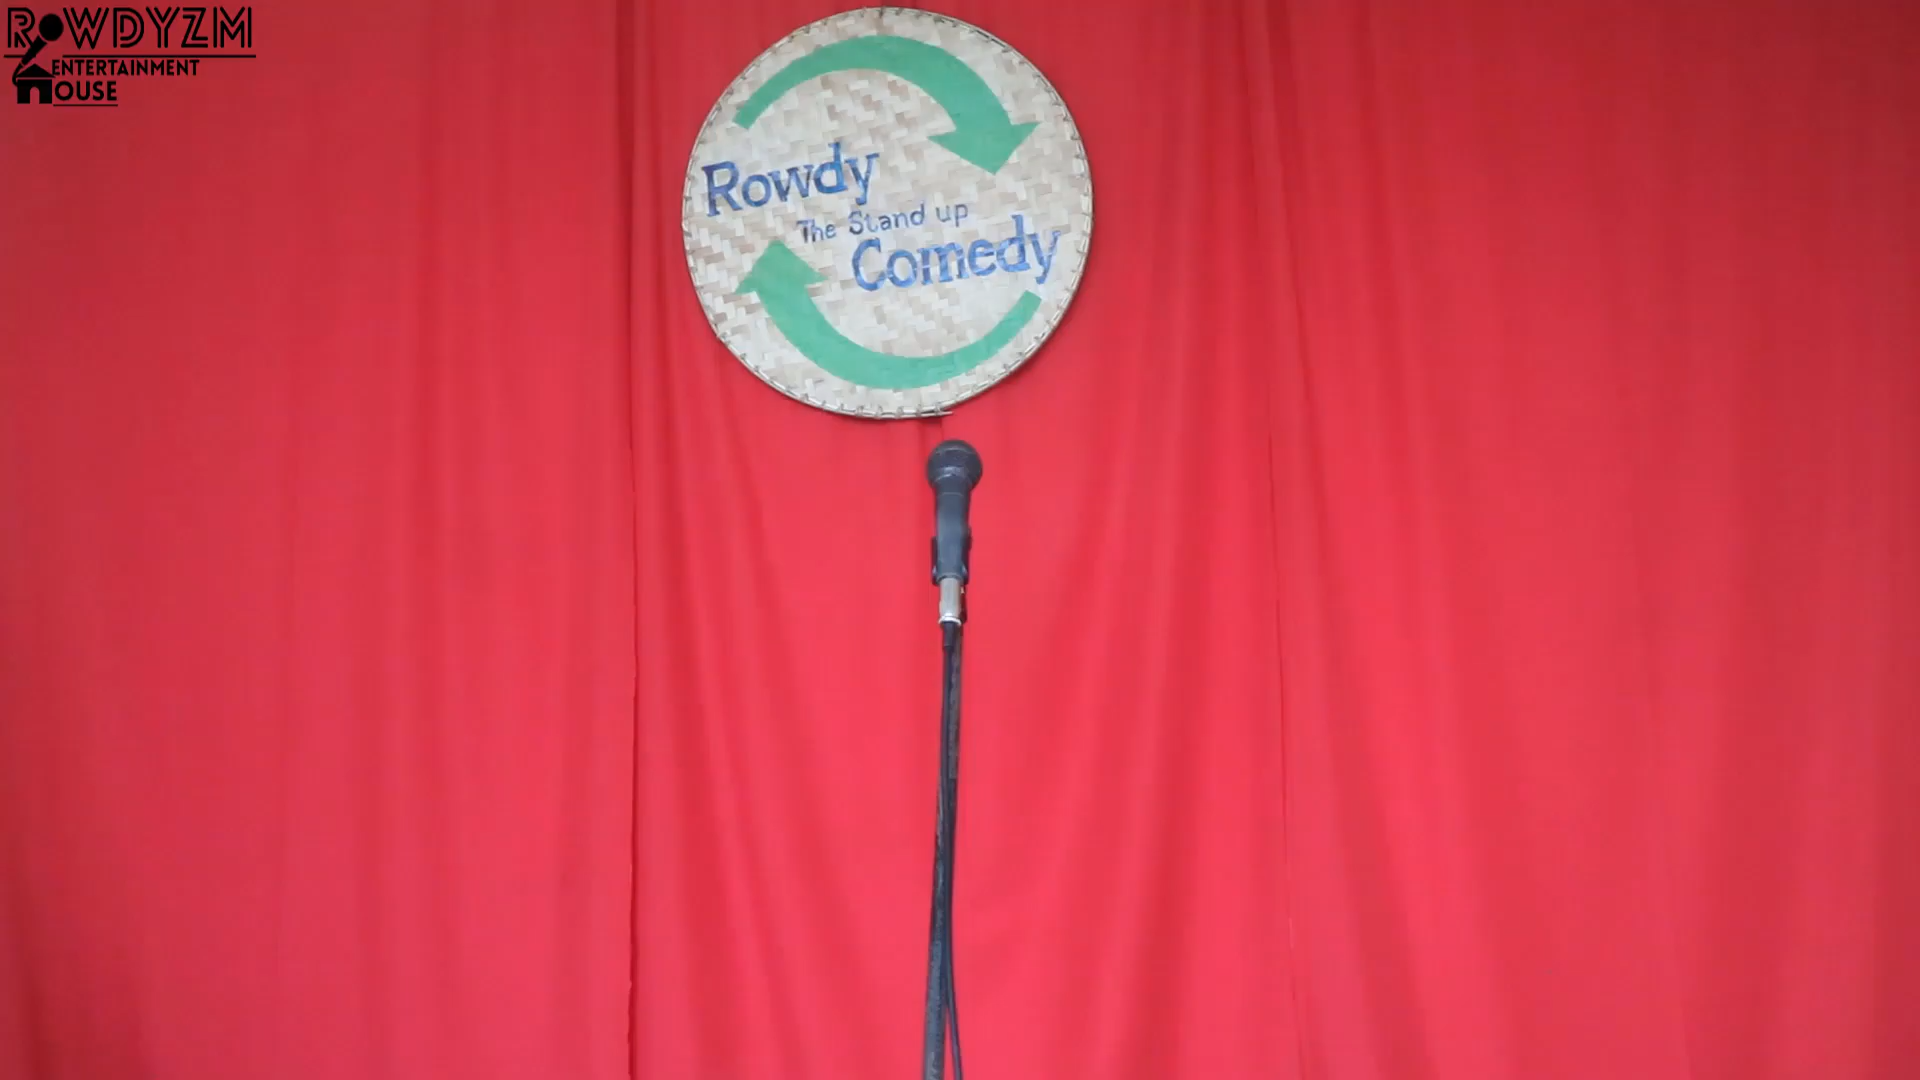 ROWDYZM
ENTERTAINMENT
HOUSE
Rowdy
The Stand up
Comedy